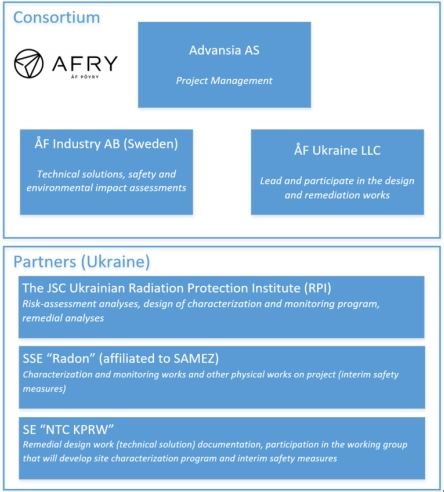 Consortium
AFRY
ÅF PÖYRY
Advansia AS
Project Management
ÅF Industry AB (Sweden)
Technical solutions, safety and
environmental impact assessments
ÅF Ukraine LLC
Lead and participate in the design
and remediation works
Partners (Ukraine)
The JSC Ukrainian Radiation Protection Institute (RPI)
Risk-assessment analyses, design of characterization and monitoring program,
remedial analyses
SSE “Radon” (affiliated to SAMEZ)
Characterization and monitoring works and other physical works on project (interim safety
measures)
SE “NTC KPRW”
Remedial design work (technical solution) documentation, participation in the working group
that will develop site characterization program and interim safety measures